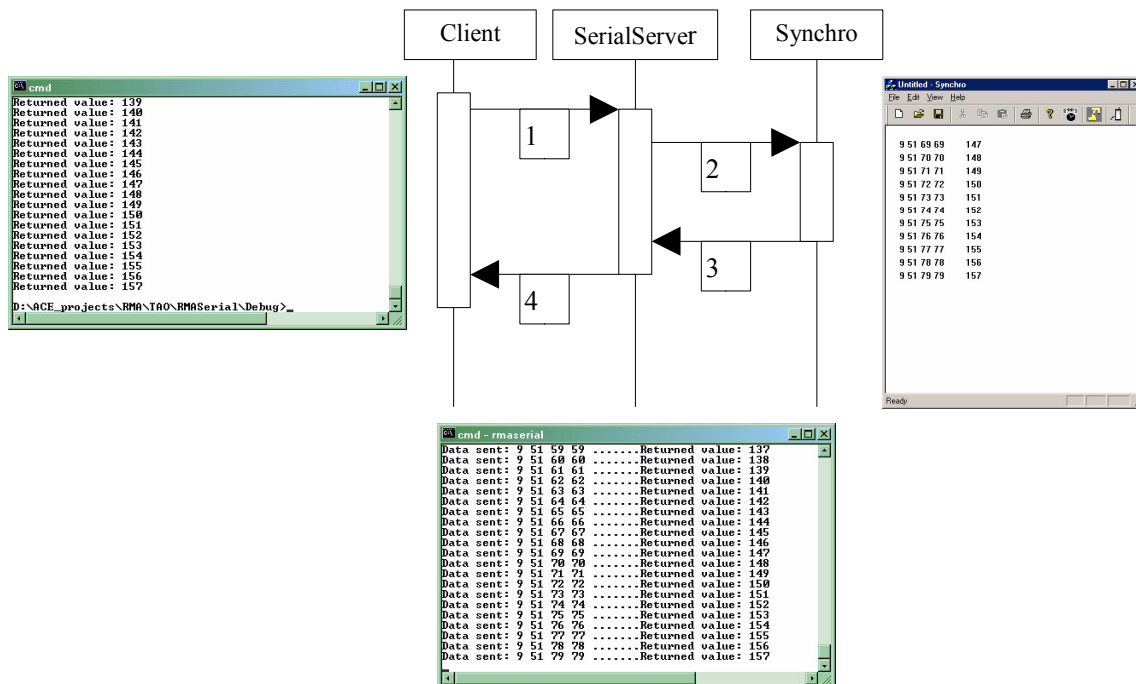 Client
SerialServer
Synchro
1
2
3
4
cmd
Returned value: 139
Returned value: 140
Returned value: 141
Returned value: 142
Returned value: 143
Returned value: 144
Returned value: 145
Returned value: 146
Returned value: 147
Returned value: 148
Returned value: 149
Returned value: 150
Returned value: 151
Returned value: 152
Returned value: 153
Returned value: 154
Returned value: 155
Returned value: 156
Returned value: 157
D:\ACE_projects\RMA\TAO\RMASerial\Debug>_
Untitled - Synchro
File Edit View Help
9 51 69 69 147
9 51 70 70 148
9 51 71 71 149
9 51 72 72 150
9 51 73 73 151
9 51 74 74 152
9 51 75 75 153
9 51 76 76 154
9 51 77 77 155
9 51 78 78 156
9 51 79 79 157
Ready
cmd - rmaserial
Data sent: 9 51 59 59 .......Returned value: 137
Data sent: 9 51 60 60 .......Returned value: 138
Data sent: 9 51 61 61 .......Returned value: 139
Data sent: 9 51 62 62 .......Returned value: 140
Data sent: 9 51 63 63 .......Returned value: 141
Data sent: 9 51 64 64 .......Returned value: 142
Data sent: 9 51 65 65 .......Returned value: 143
Data sent: 9 51 66 66 .......Returned value: 144
Data sent: 9 51 67 67 .......Returned value: 145
Data sent: 9 51 68 68 .......Returned value: 146
Data sent: 9 51 69 69 .......Returned value: 147
Data sent: 9 51 70 70 .......Returned value: 148
Data sent: 9 51 71 71 .......Returned value: 149
Data sent: 9 51 72 72 .......Returned value: 150
Data sent: 9 51 73 73 .......Returned value: 151
Data sent: 9 51 74 74 .......Returned value: 152
Data sent: 9 51 75 75 .......Returned value: 153
Data sent: 9 51 76 76 .......Returned value: 154
Data sent: 9 51 77 77 .......Returned value: 155
Data sent: 9 51 78 78 .......Returned value: 156
Data sent: 9 51 79 79 .......Returned value: 157